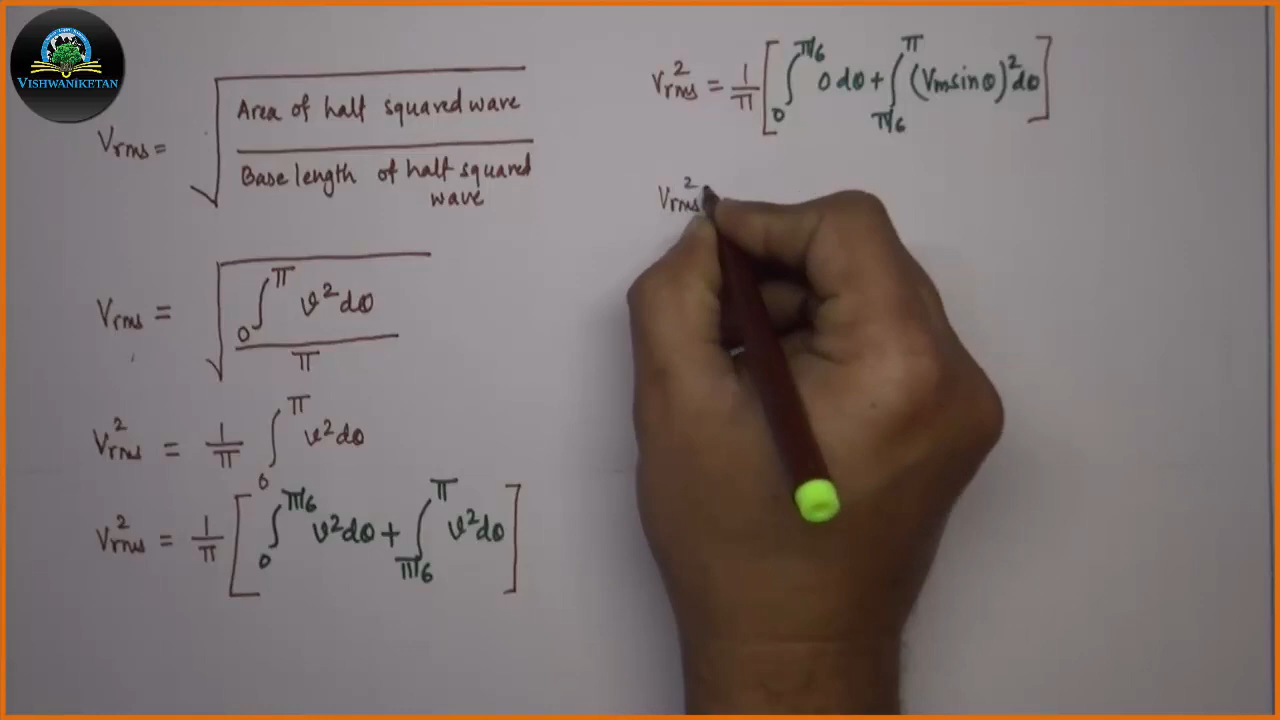 VISHWANIKETAN
Vrms = √(Area of half squared wave / Base length of half squared wave)
Vrms = √(∫₀^π v² dθ / π)
Vrms² = 1/π ∫₀^π v² dθ
Vrms² = 1/π [∫₀^π/6 v² dθ + ∫π/6^π v² dθ]
Vrms² = 1/π [∫₀^π/6 0 dθ + ∫π/6^π (Vm sin θ)² dθ]
Vrms²